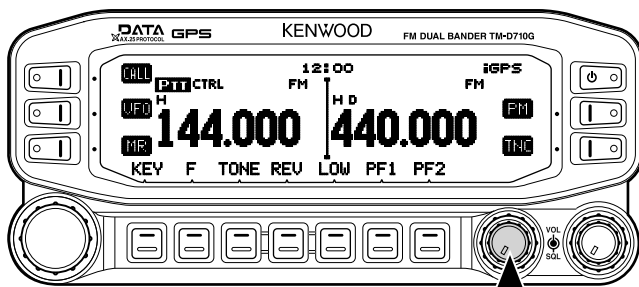 DATA GPS KENWOOD FM DUAL BANDER TM-D710G
AX.25 PROTOCOL
CALL 12:00 iGPS
PTT CTRL FM FM
VFO H H D PM
144.000 440.000
MR TNC
KEY F TONE REV LOW PF1 PF2
VOL
SQL